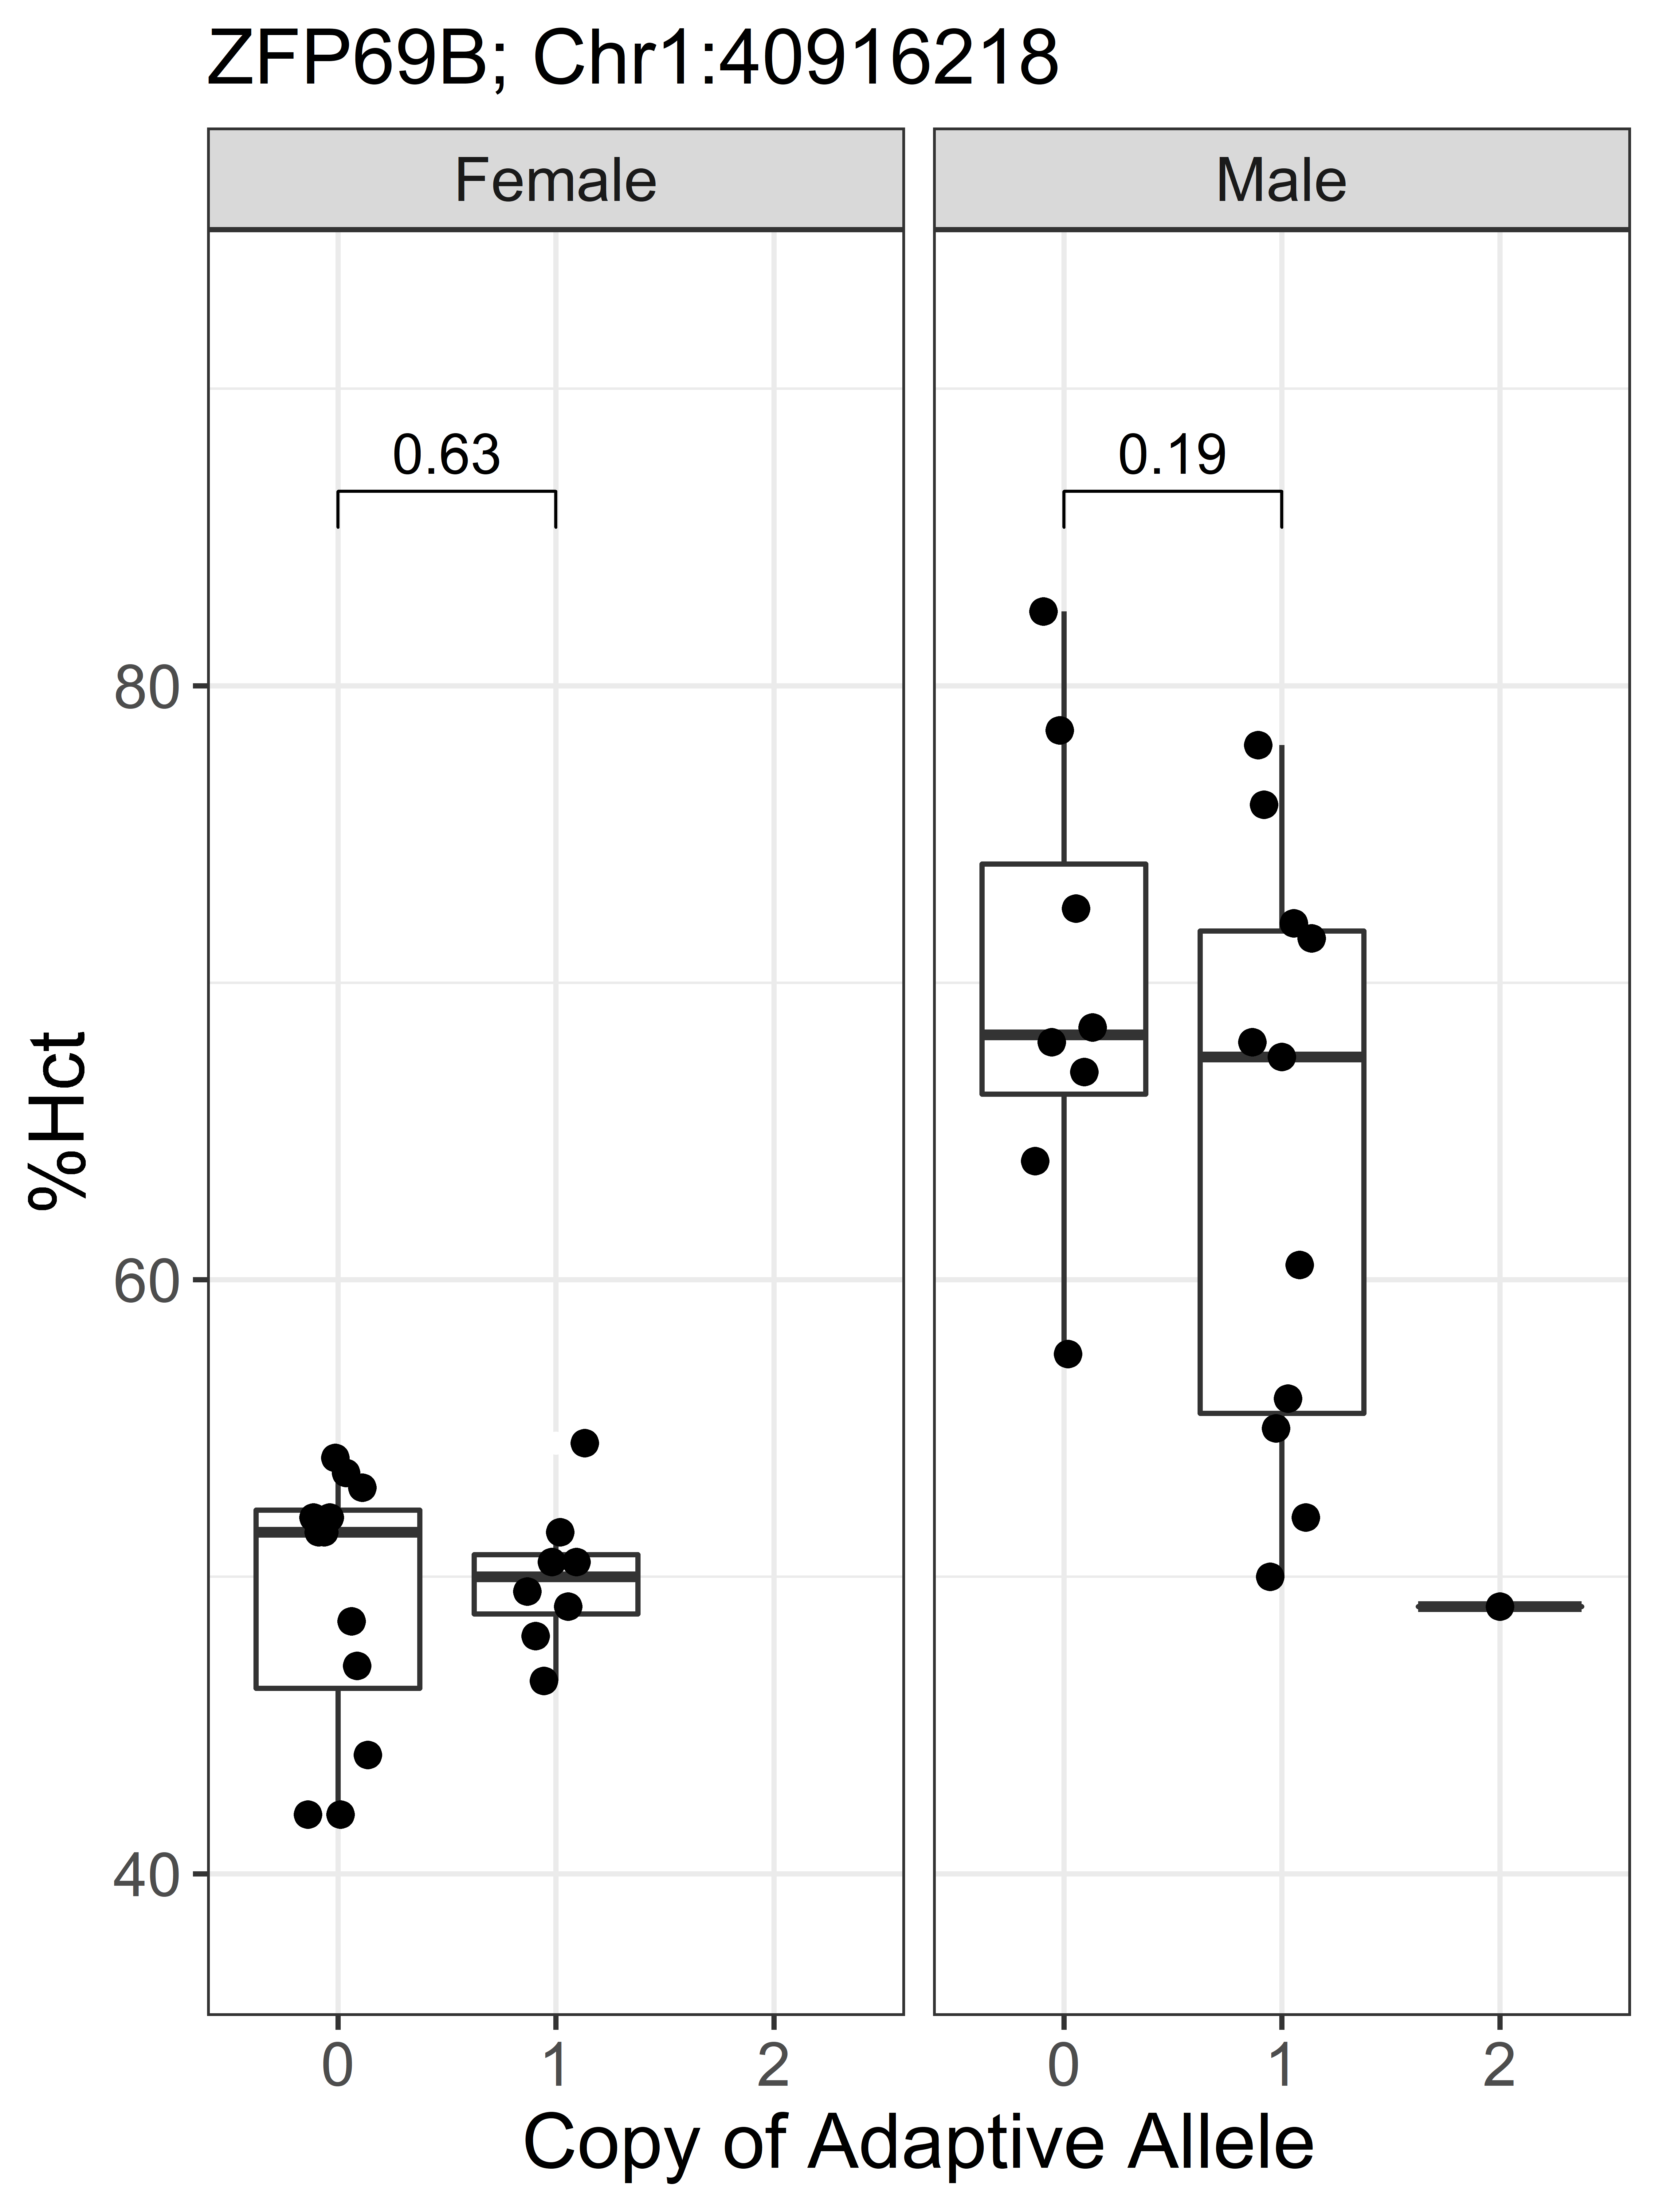 ZFP69B; Chr1:40916218
Female
Male
0.63
0.19
80
60
40
%Hct
0 1 2
0 1 2
Copy of Adaptive Allele